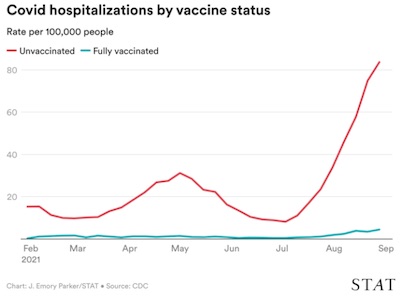 Covid hospitalizations by vaccine status
Rate per 100,000 people
Unvaccinated Fully vaccinated
80
60
40
20
Feb Mar Apr May Jun Jul Aug Sep
2021
Chart: J. Emory Parker/STAT • Source: CDC
STAT